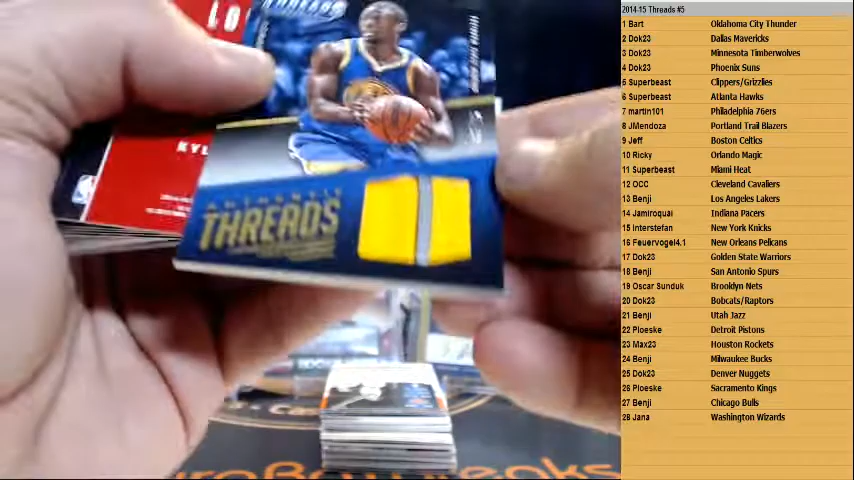 THREADS
KYL
AUTHENTIC
THREADS
2014-15 Threads #5
1 Bart Oklahoma City Thunder
2 Dok23 Dallas Mavericks
3 Dok23 Minnesota Timberwolves
4 Dok23 Phoenix Suns
5 Superbeast Clippers/Grizzlies
6 Superbeast Atlanta Hawks
7 martin101 Philadelphia 76ers
8 JMendoza Portland Trail Blazers
9 Jeff Boston Celtics
10 Ricky Orlando Magic
11 Superbeast Miami Heat
12 OCC Cleveland Cavaliers
13 Benji Los Angeles Lakers
14 Jamiroquai Indiana Pacers
15 Interstefan New York Knicks
16 Feuervogel4.1 New Orleans Pelicans
17 Dok23 Golden State Warriors
18 Benji San Antonio Spurs
19 Oscar Sunduk Brooklyn Nets
20 Dok23 Bobcats/Raptors
21 Benji Utah Jazz
22 Ploeske Detroit Pistons
23 Max23 Houston Rockets
24 Benji Milwaukee Bucks
25 Dok23 Denver Nuggets
26 Ploeske Sacramento Kings
27 Benji Chicago Bulls
28 Jana Washington Wizards